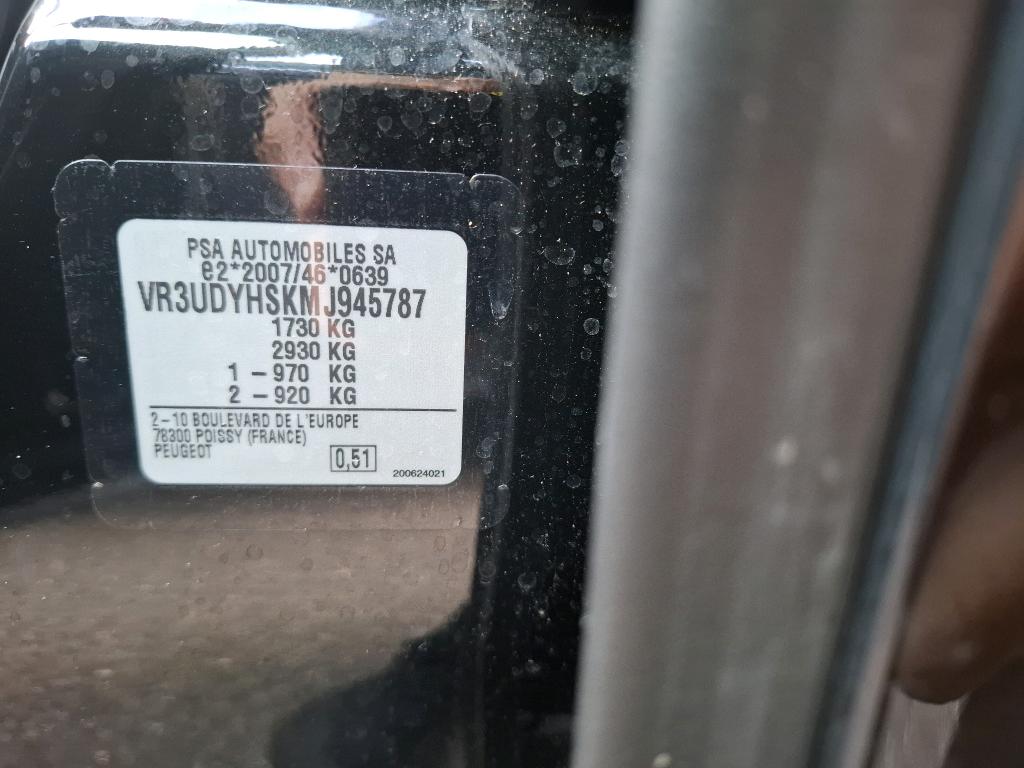 PSA AUTOMOBILES SA
e2*2007/46*0639
VR3UDYHSKMJ945787
1730 KG
2930 KG
1 – 970 KG
2 – 920 KG
2–10 BOULEVARD DE L'EUROPE
78300 POISSY (FRANCE)
PEUGEOT
0,51
200624021